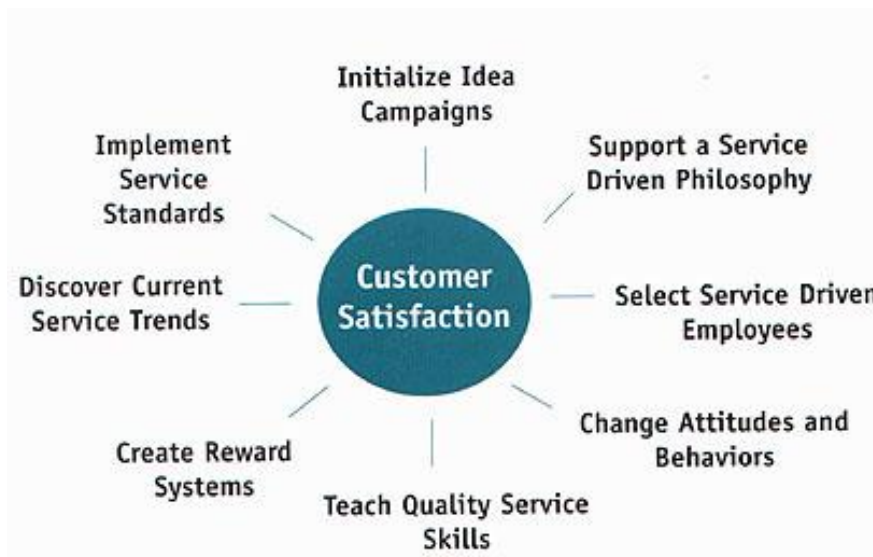 Initialize Idea
Campaigns
Support a Service
Driven Philosophy
Select Service Driven
Employees
Change Attitudes and
Behaviors
Teach Quality Service
Skills
Create Reward
Systems
Discover Current
Service Trends
Implement
Service
Standards
Customer
Satisfaction